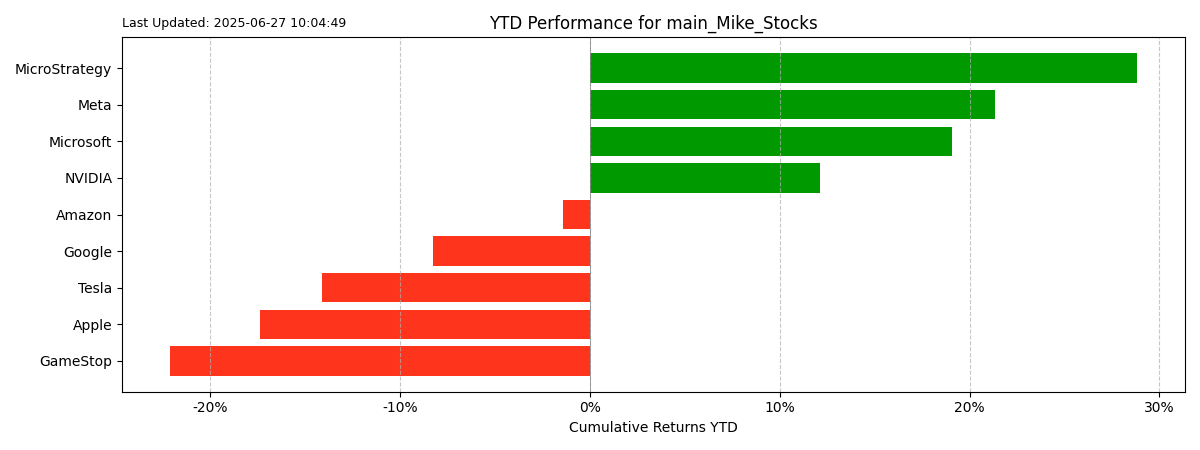 Last Updated: 2025-06-27 10:04:49
YTD Performance for main_Mike_Stocks
MicroStrategy
Meta
Microsoft
NVIDIA
Amazon
Google
Tesla
Apple
GameStop
-20% -10% 0% 10% 20% 30%
Cumulative Returns YTD